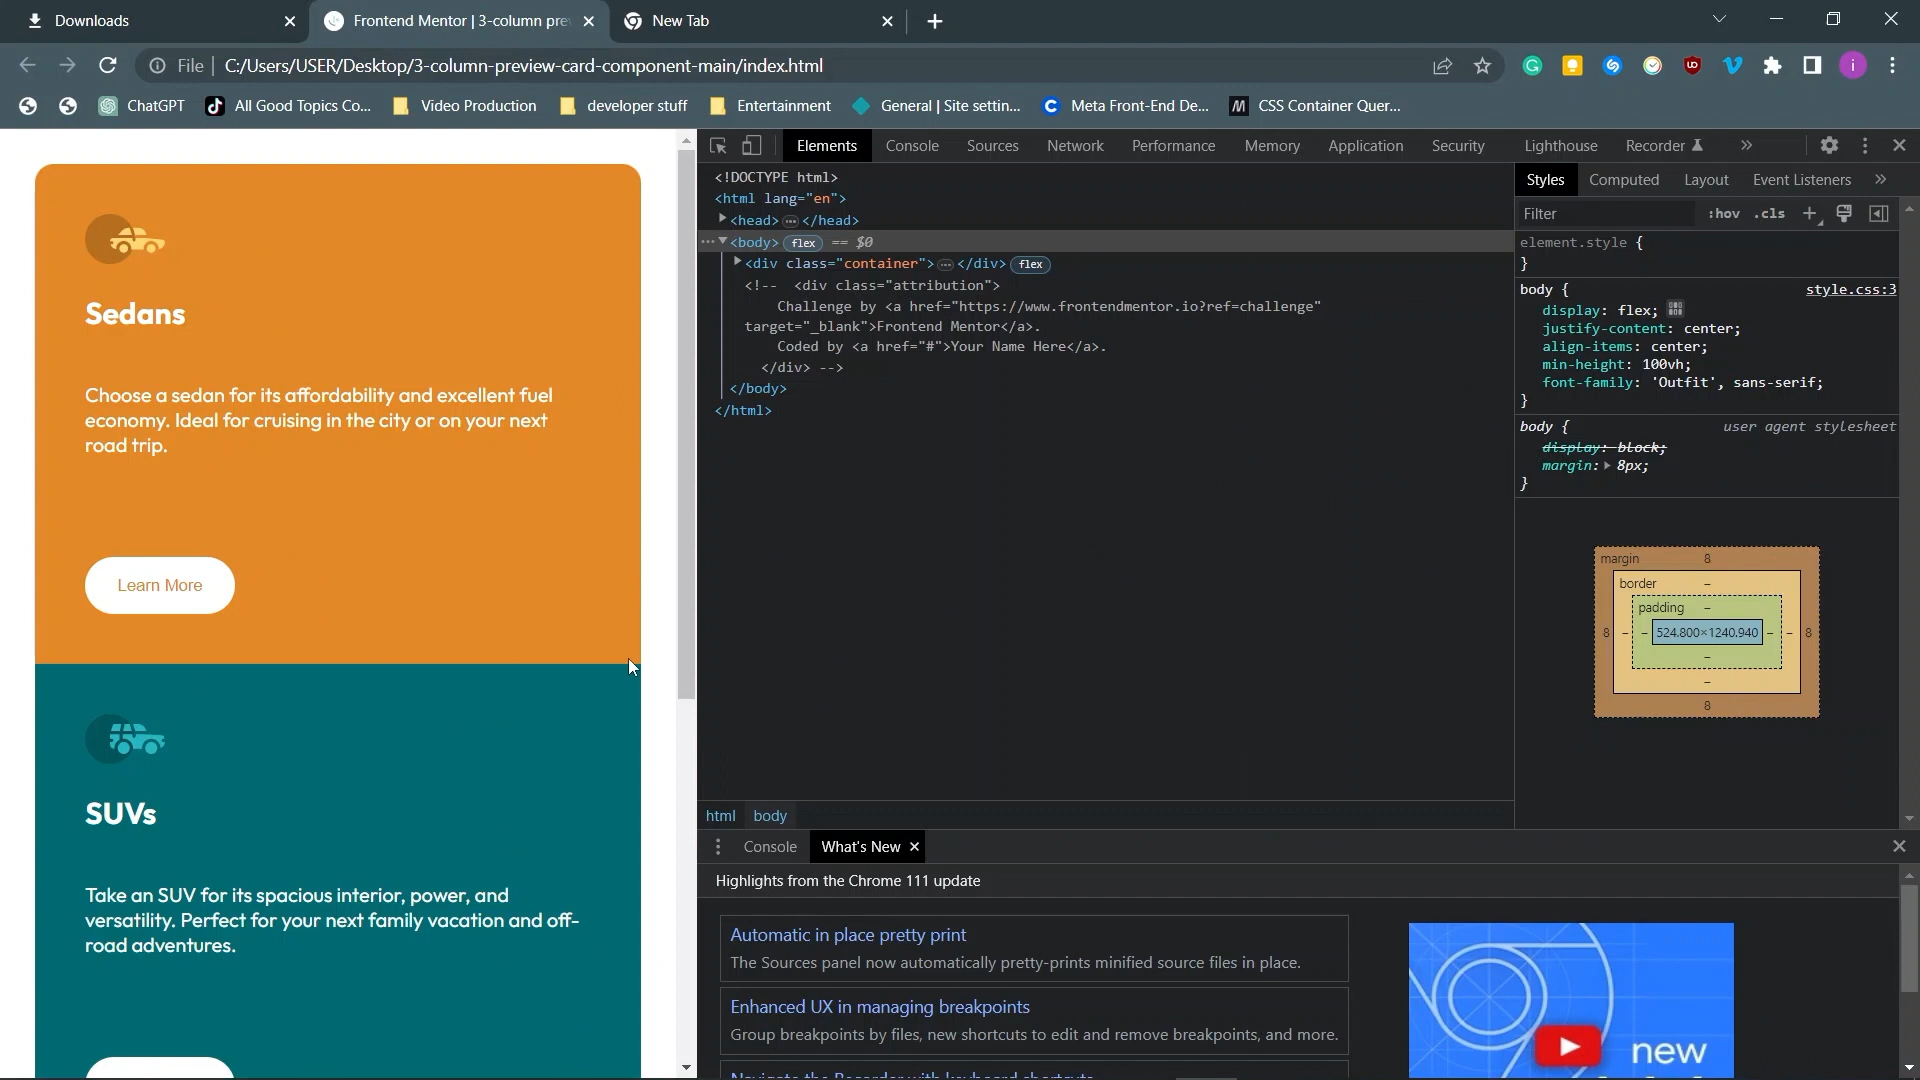 Downloads
Frontend Mentor | 3-column pre
New Tab
File
C:/Users/USER/Desktop/3-column-preview-card-component-main/index.html
ChatGPT
All Good Topics Co...
Video Production
developer stuff
Entertainment
General | Site settin...
Meta Front-End De...
CSS Container Quer...
Sedans
Choose a sedan for its affordability and excellent fuel
economy. Ideal for cruising in the city or on your next
road trip.
Learn More
SUVs
Take an SUV for its spacious interior, power, and
versatility. Perfect for your next family vacation and off-
road adventures.
Elements
Console
Sources
Network
Performance
Memory
Application
Security
Lighthouse
Recorder
<!DOCTYPE html>
<html lang="en">
<head> … </head>
<body> flex == $0
<div class="container"> … </div> flex
<!-- <div class="attribution">
Challenge by <a href="https://www.frontendmentor.io?ref=challenge"
target="_blank">Frontend Mentor</a>.
Coded by <a href="#">Your Name Here</a>.
</div> -->
</body>
</html>
html body
Styles
Computed
Layout
Event Listeners
Filter
:hov .cls
element.style {
}
body {
style.css:3
display: flex;
justify-content: center;
align-items: center;
min-height: 100vh;
font-family: 'Outfit', sans-serif;
}
body {
user agent stylesheet
display: block;
margin: 8px;
}
margin 8
border –
padding –
8 – – 524.800×1240.940 – – 8
–
–
8
Console
What's New
Highlights from the Chrome 111 update
Automatic in place pretty print
The Sources panel now automatically pretty-prints minified source files in place.
Enhanced UX in managing breakpoints
Group breakpoints by files, new shortcuts to edit and remove breakpoints, and more.
Navigate the Recorder with keyboard shortcuts
new